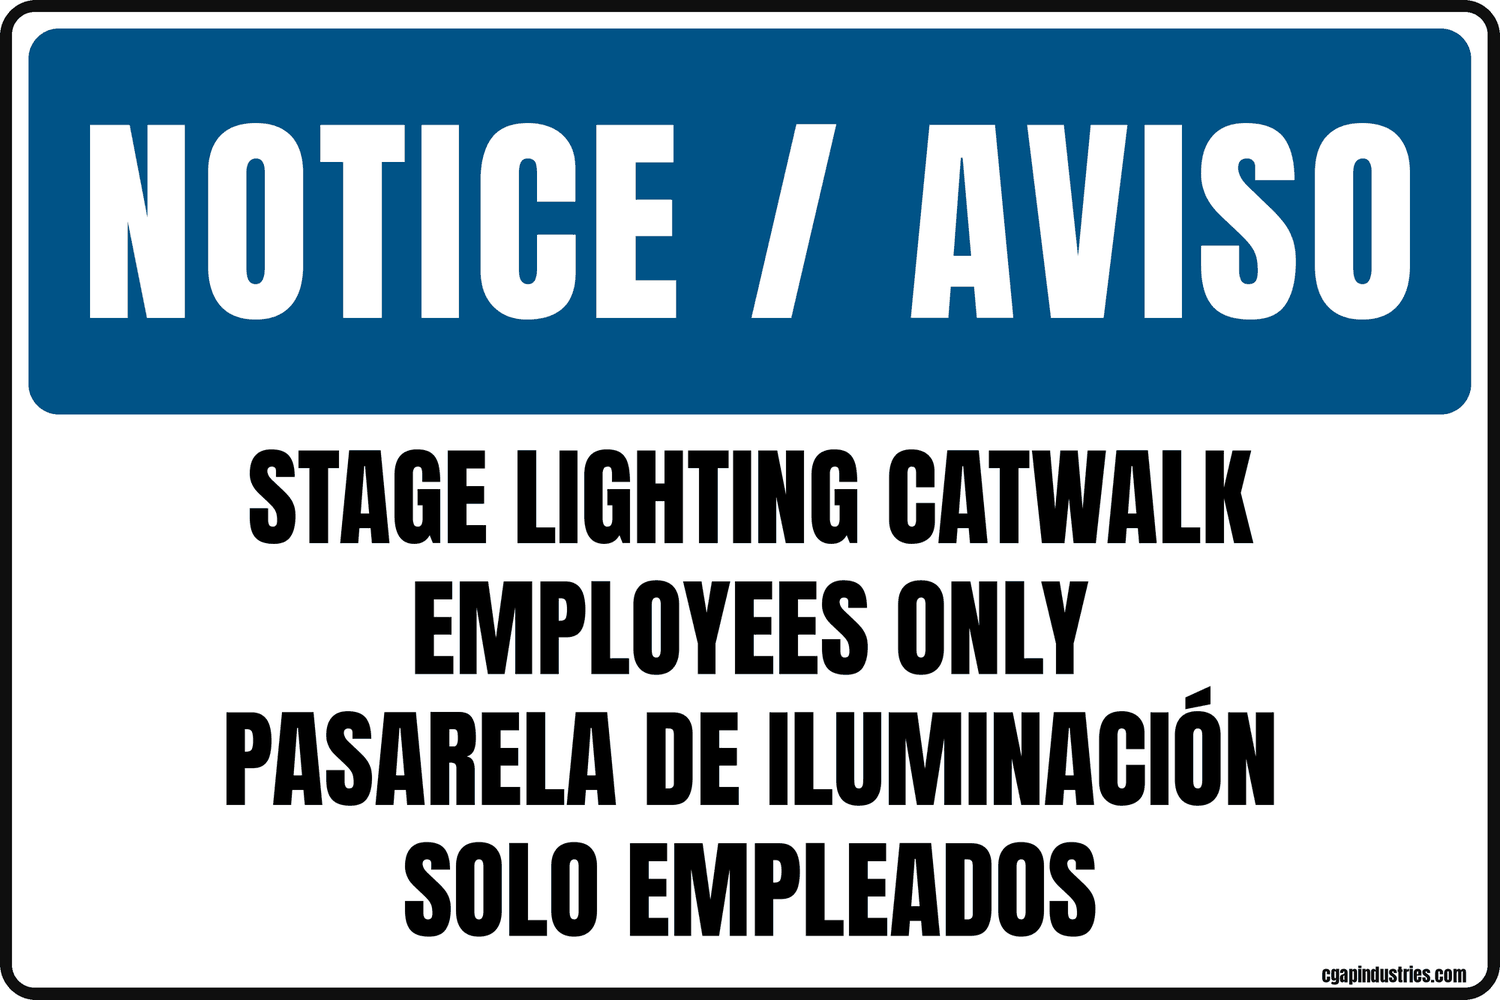 NOTICE / AVISO
STAGE LIGHTING CATWALK
EMPLOYEES ONLY
PASARELA DE ILUMINACIÓN
SOLO EMPLEADOS
cgapindustries.com